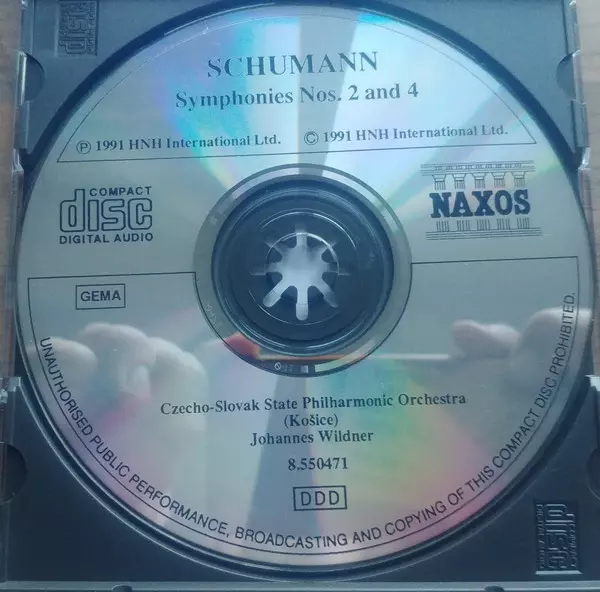 SCHUMANN
Symphonies Nos. 2 and 4
Ⓟ 1991 HNH International Ltd. © 1991 HNH International Ltd.
COMPACT
disc
DIGITAL AUDIO
NAXOS
GEMA
Czecho-Slovak State Philharmonic Orchestra
(Košice)
Johannes Wildner
8.550471
DDD
UNAUTHORISED PUBLIC PERFORMANCE, BROADCASTING AND COPYING OF THIS COMPACT DISC PROHIBITED.
disc
disc